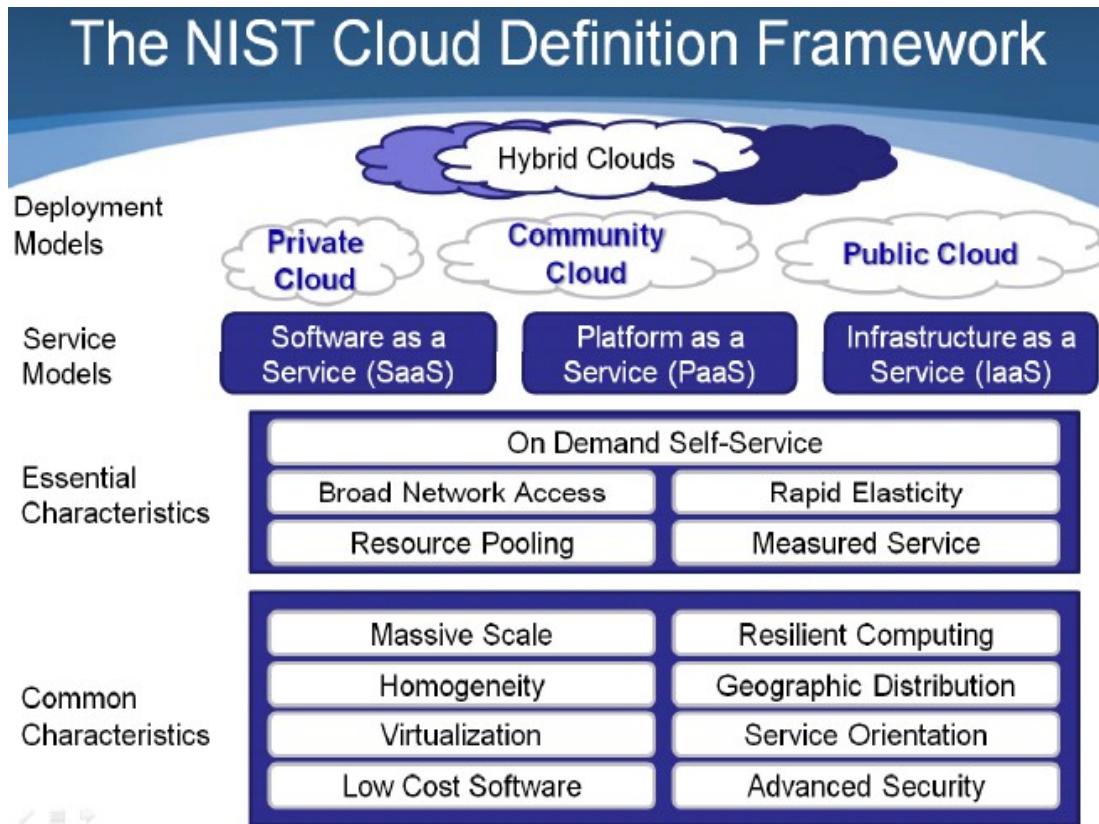 The NIST Cloud Definition Framework
Hybrid Clouds
Deployment
Models
Private
Cloud
Community
Cloud
Public Cloud
Service
Models
Software as a
Service (SaaS)
Platform as a
Service (PaaS)
Infrastructure as a
Service (IaaS)
Essential
Characteristics
On Demand Self-Service
Broad Network Access
Rapid Elasticity
Resource Pooling
Measured Service
Common
Characteristics
Massive Scale
Resilient Computing
Homogeneity
Geographic Distribution
Virtualization
Service Orientation
Low Cost Software
Advanced Security